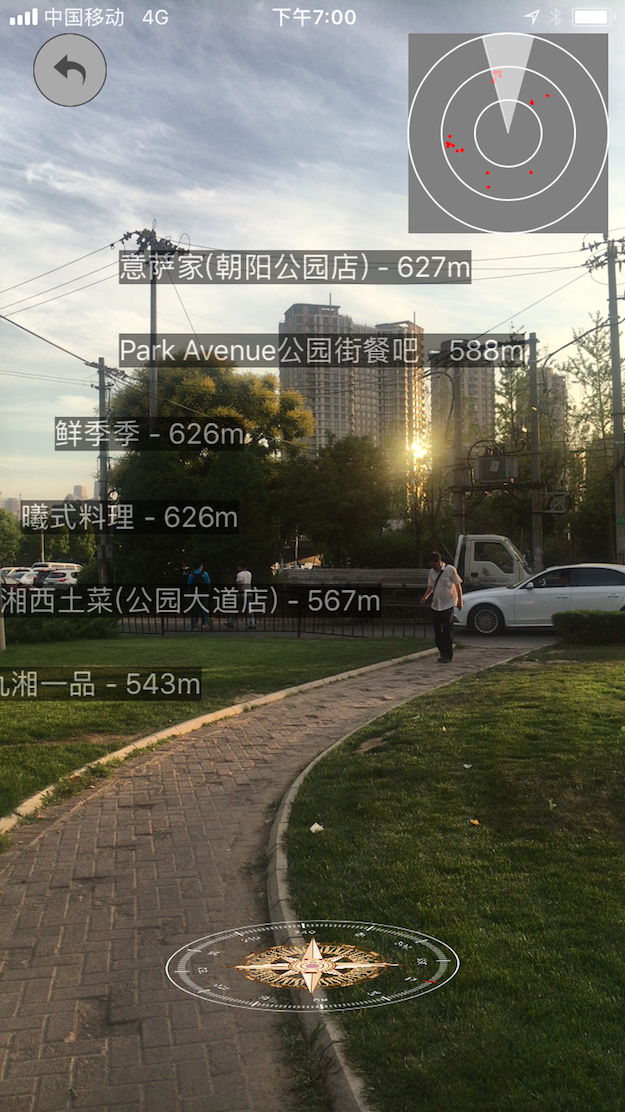 中国移动 4G 下午7:00
意萨家(朝阳公园店) - 627m
Park Avenue公园街餐吧 - 588m
鲜季季 - 626m
曦式料理 - 626m
湘西土菜(公园大道店) - 567m
湘一品 - 543m